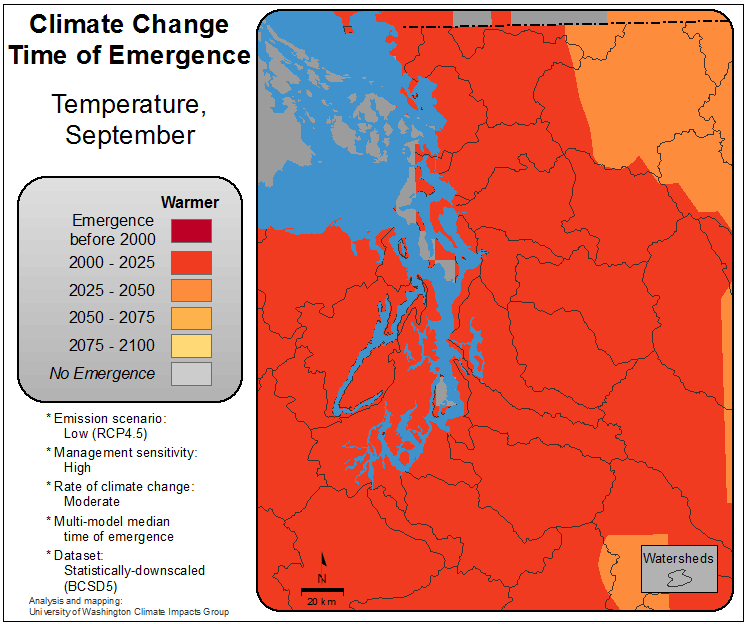 Climate Change
Time of Emergence
Temperature,
September
Warmer
Emergence
before 2000
2000 - 2025
2025 - 2050
2050 - 2075
2075 - 2100
No Emergence
* Emission scenario:
Low (RCP4.5)
* Management sensitivity:
High
* Rate of climate change:
Moderate
* Multi-model median
time of emergence
* Dataset:
Statistically-downscaled
(BCSD5)
Analysis and mapping:
University of Washington Climate Impacts Group
N
20 km
Watersheds